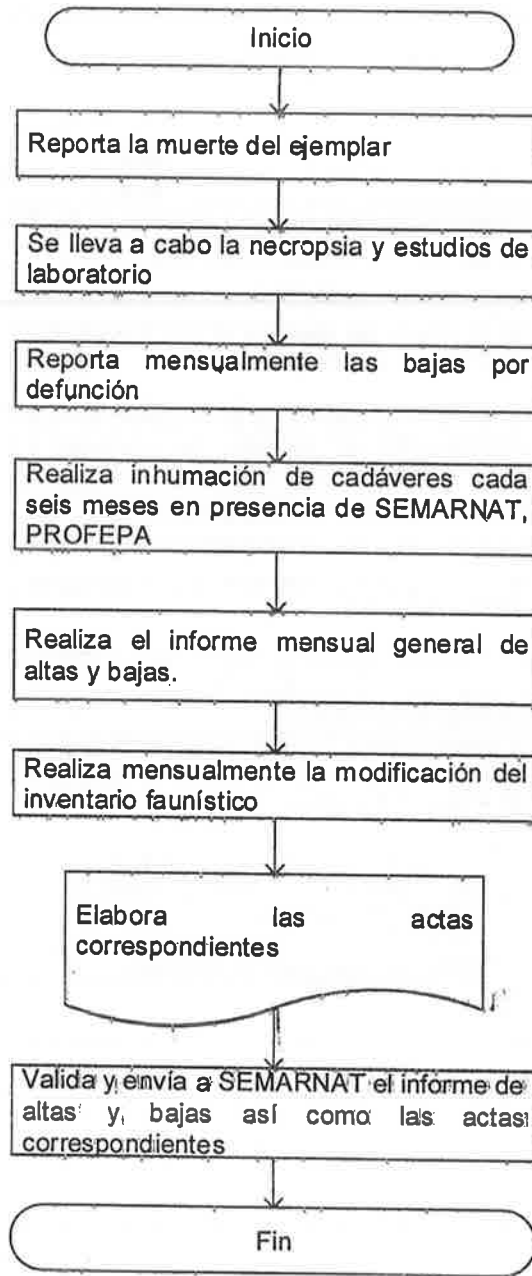 Inicio
Reporta la muerte del ejemplar
Se lleva a cabo la necropsia y estudios de
laboratorio
Reporta mensualmente las bajas por
defunción
Realiza inhumación de cadáveres cada
seis meses en presencia de SEMARNAT,
PROFEPA
Realiza el informe mensual general de
altas y bajas.
Realiza mensualmente la modificación del
inventario faunístico
Elabora las actas
correspondientes
Valida y envía a SEMARNAT el informe de
altas y bajas así como las actas
correspondientes
Fin